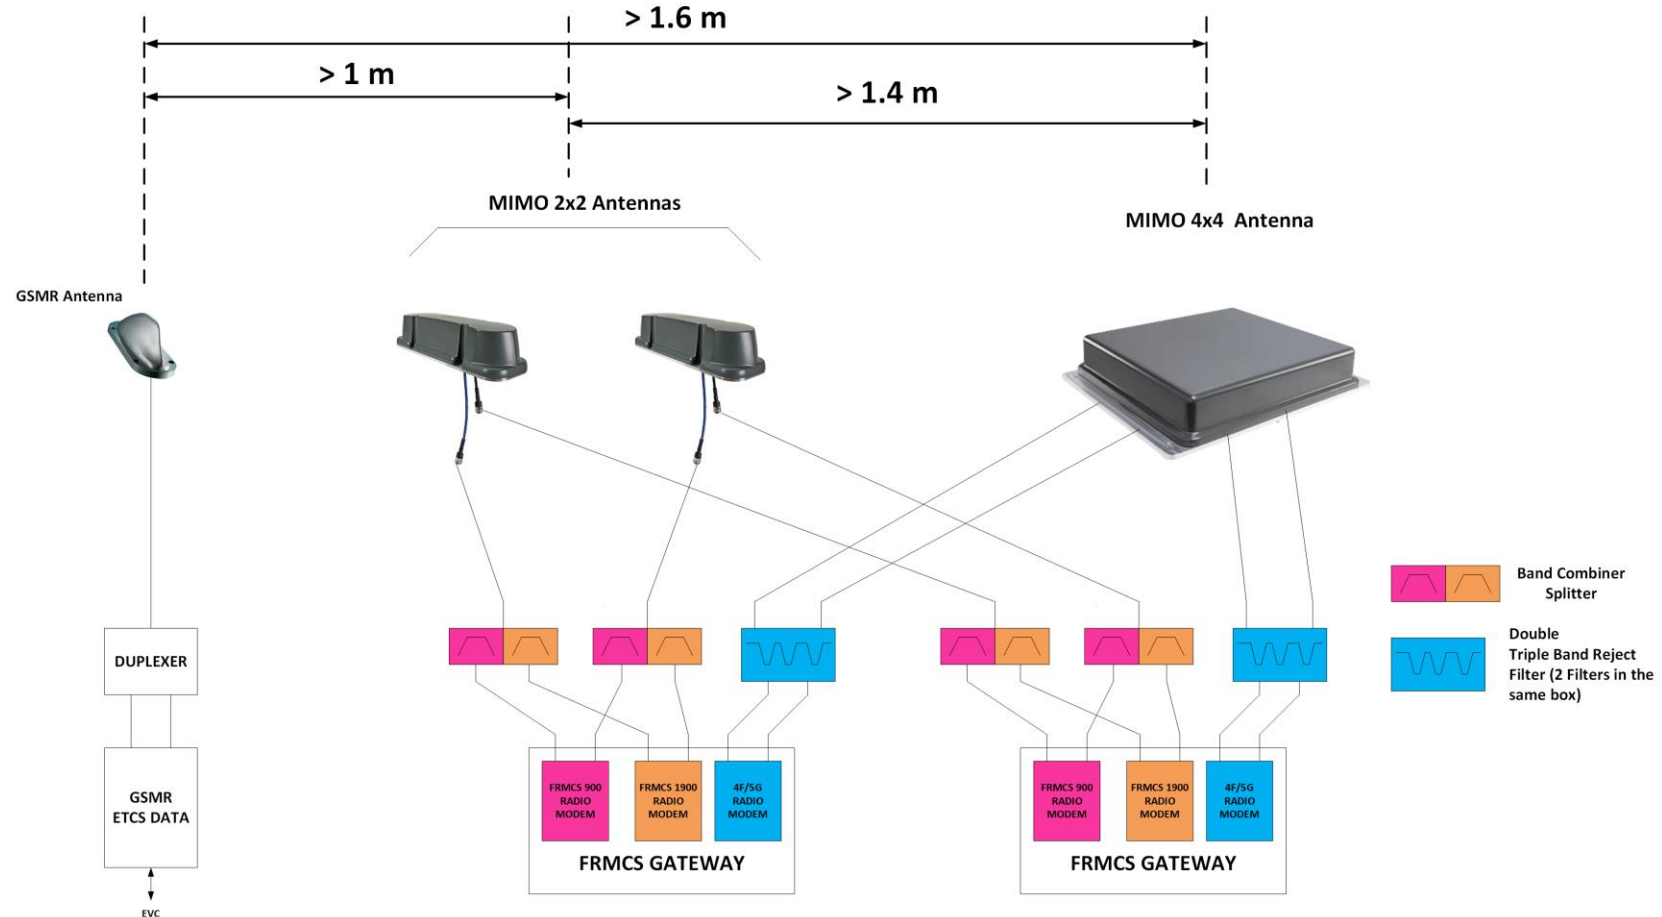 > 1.6 m
> 1 m
> 1.4 m
MIMO 2x2 Antennas
MIMO 4x4 Antenna
GSMR Antenna
Band Combiner
Splitter
Double
Triple Band Reject
Filter (2 Filters in the
same box)
DUPLEXER
GSMR
ETCS DATA
EVC
FRMCS 900
RADIO
MODEM
FRMCS 1900
RADIO
MODEM
4F/5G
RADIO
MODEM
FRMCS GATEWAY
FRMCS 900
RADIO
MODEM
FRMCS 1900
RADIO
MODEM
4F/5G
RADIO
MODEM
FRMCS GATEWAY